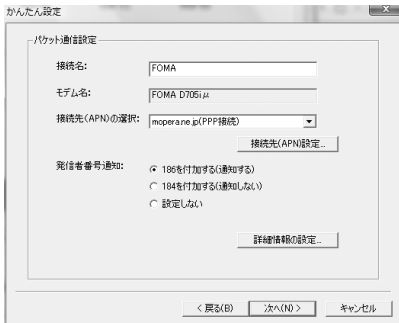 かんたん設定
パケット通信設定
接続名: FOMA
モデム名: FOMA D705iμ
接続先(APN)の選択: mopera.ne.jp(PPP接続)
接続先(APN)設定...
発信者番号通知: 186を付加する(通知する)
184を付加する(通知しない)
設定しない
詳細情報の設定...
< 戻る(B) 次へ(N) > キャンセル